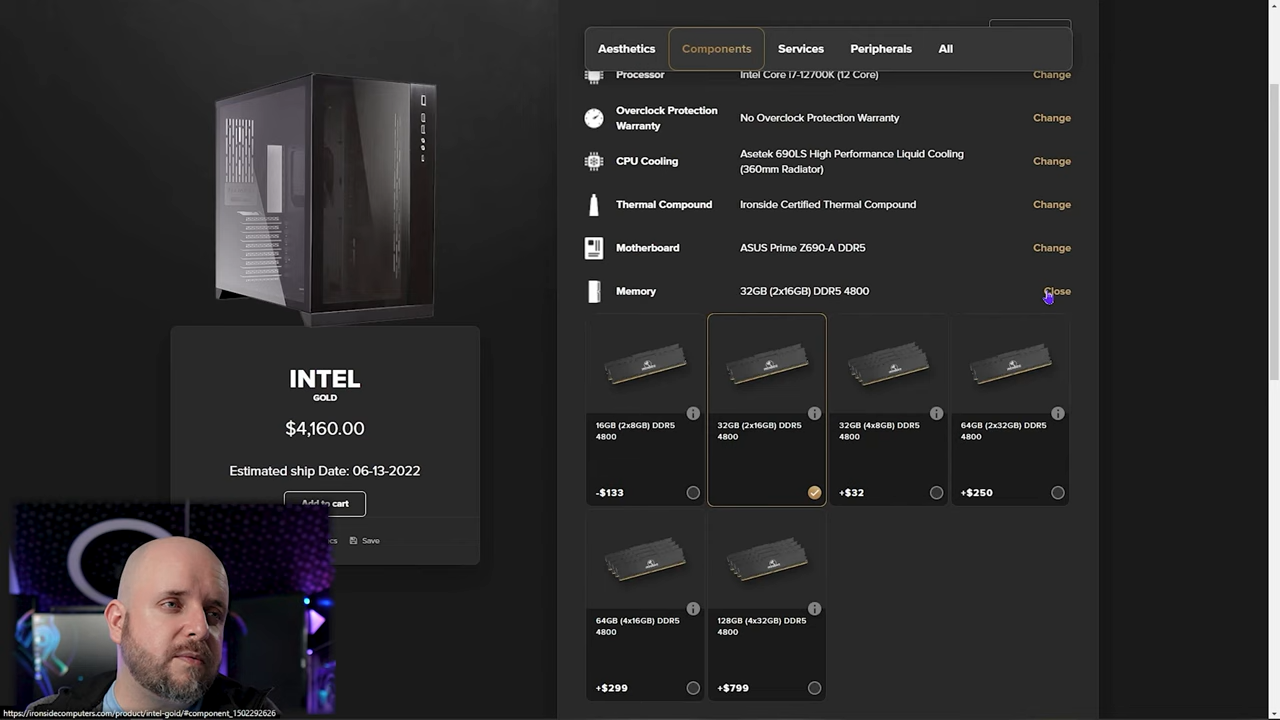 Aesthetics
Components
Services
Peripherals
All
Processor
Intel Core i7-12700K (12 Core)
Change
Overclock Protection
Warranty
No Overclock Protection Warranty
Change
CPU Cooling
Asetek 690LS High Performance Liquid Cooling
(360mm Radiator)
Change
Thermal Compound
Ironside Certified Thermal Compound
Change
Motherboard
ASUS Prime Z690-A DDR5
Change
Memory
32GB (2x16GB) DDR5 4800
Close
16GB (2x8GB) DDR5
4800
-$133
32GB (2x16GB) DDR5
4800
32GB (4x8GB) DDR5
4800
+$32
64GB (2x32GB) DDR5
4800
+$250
64GB (4x16GB) DDR5
4800
+$299
128GB (4x32GB) DDR5
4800
+$799
INTEL
GOLD
$4,160.00
Estimated ship Date: 06-13-2022
Add to cart
Save
https://ironsidecomputers.com/product/intel-gold/#component_1502292626